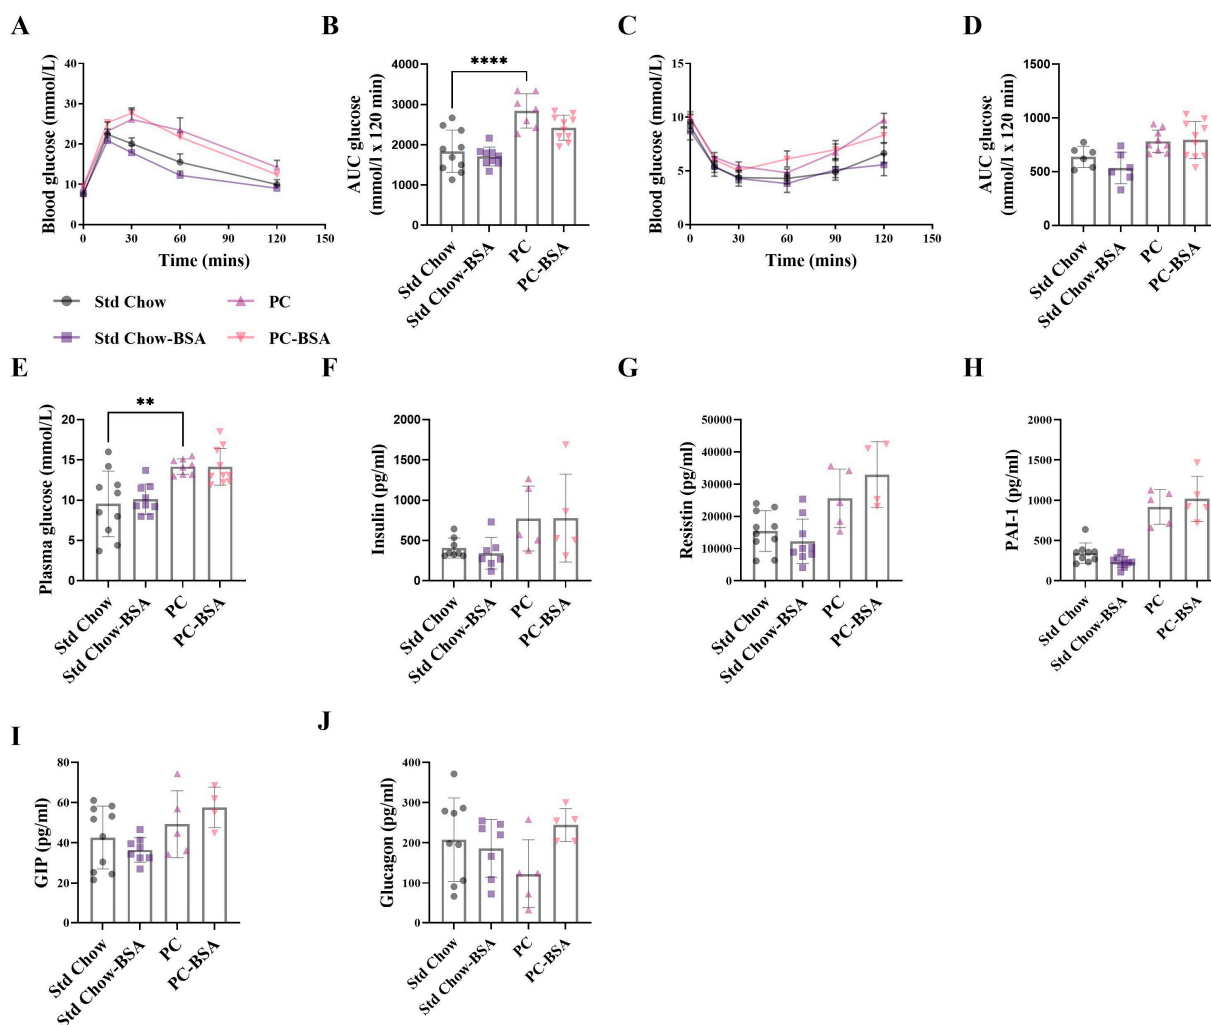 A
Blood glucose (mmol/L)
40
30
20
10
0
0 30 60 90 120 150
Time (mins)
B
****
AUC glucose
(mmol/l x 120 min)
4000
3000
2000
1000
0
Std Chow
Std Chow-BSA
PC
PC-BSA
C
Blood glucose (mmol/L)
15
10
5
0
0 30 60 90 120 150
Time (mins)
D
AUC glucose
(mmol/l x 120 min)
1500
1000
500
0
Std Chow
Std Chow-BSA
PC
PC-BSA
Std Chow
PC
Std Chow-BSA
PC-BSA
E
**
Plasma glucose (mmol/L)
20
15
10
5
0
Std Chow
Std Chow-BSA
PC
PC-BSA
F
Insulin (pg/ml)
2000
1500
1000
500
0
Std Chow
Std Chow-BSA
PC
PC-BSA
G
Resistin (pg/ml)
50000
40000
30000
20000
10000
0
Std Chow
Std Chow-BSA
PC
PC-BSA
H
PAI-1 (pg/ml)
2000
1500
1000
500
0
Std Chow
Std Chow-BSA
PC
PC-BSA
I
GIP (pg/ml)
80
60
40
20
0
Std Chow
Std Chow-BSA
PC
PC-BSA
J
Glucagon (pg/ml)
400
300
200
100
0
Std Chow
Std Chow-BSA
PC
PC-BSA